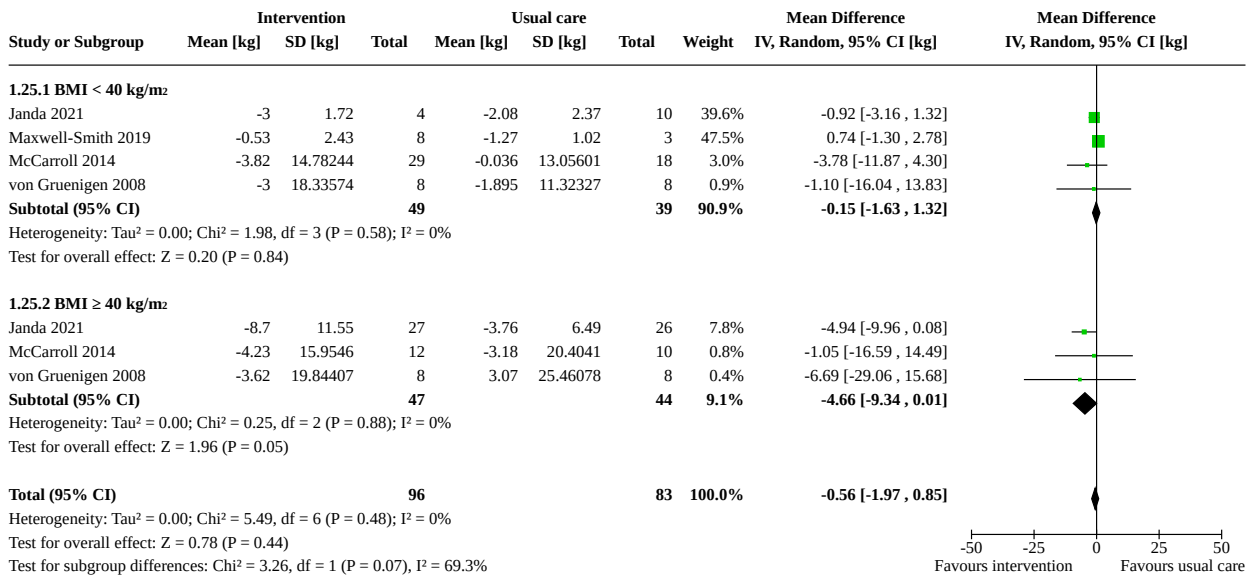 Intervention Usual care Mean Difference Mean Difference
Study or Subgroup Mean [kg] SD [kg] Total Mean [kg] SD [kg] Total Weight IV, Random, 95% CI [kg] IV, Random, 95% CI [kg]
1.25.1 BMI < 40 kg/m2
Janda 2021 -3 1.72 4 -2.08 2.37 10 39.6% -0.92 [-3.16 , 1.32]
Maxwell-Smith 2019 -0.53 2.43 8 -1.27 1.02 3 47.5% 0.74 [-1.30 , 2.78]
McCarroll 2014 -3.82 14.78244 29 -0.036 13.05601 18 3.0% -3.78 [-11.87 , 4.30]
von Gruenigen 2008 -3 18.33574 8 -1.895 11.32327 8 0.9% -1.10 [-16.04 , 13.83]
Subtotal (95% CI) 49 39 90.9% -0.15 [-1.63 , 1.32]
Heterogeneity: Tau² = 0.00; Chi² = 1.98, df = 3 (P = 0.58); I² = 0%
Test for overall effect: Z = 0.20 (P = 0.84)
1.25.2 BMI ≥ 40 kg/m2
Janda 2021 -8.7 11.55 27 -3.76 6.49 26 7.8% -4.94 [-9.96 , 0.08]
McCarroll 2014 -4.23 15.9546 12 -3.18 20.4041 10 0.8% -1.05 [-16.59 , 14.49]
von Gruenigen 2008 -3.62 19.84407 8 3.07 25.46078 8 0.4% -6.69 [-29.06 , 15.68]
Subtotal (95% CI) 47 44 9.1% -4.66 [-9.34 , 0.01]
Heterogeneity: Tau² = 0.00; Chi² = 0.25, df = 2 (P = 0.88); I² = 0%
Test for overall effect: Z = 1.96 (P = 0.05)
Total (95% CI) 96 83 100.0% -0.56 [-1.97 , 0.85]
Heterogeneity: Tau² = 0.00; Chi² = 5.49, df = 6 (P = 0.48); I² = 0%
Test for overall effect: Z = 0.78 (P = 0.44)
-50 -25 0 25 50
Test for subgroup differences: Chi² = 3.26, df = 1 (P = 0.07), I² = 69.3%
Favours intervention Favours usual care